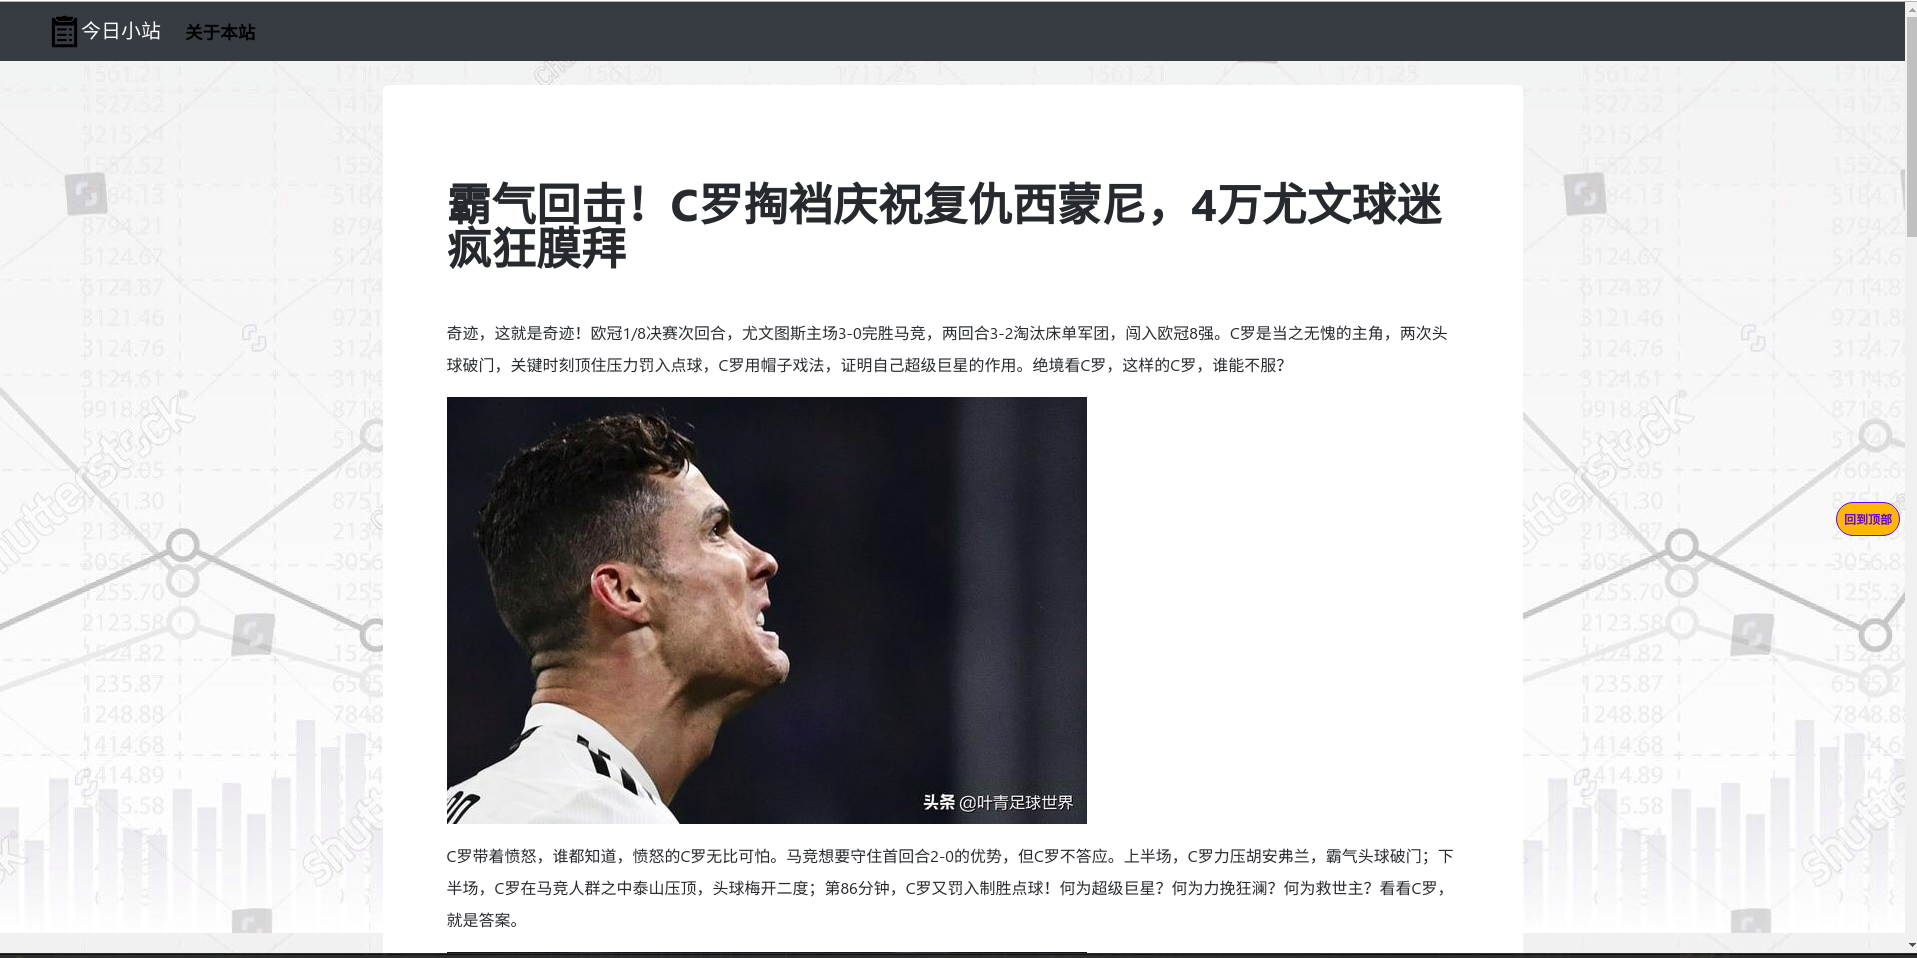 今日小站 关于本站
霸气回击！C罗掏裆庆祝复仇西蒙尼，4万尤文球迷
疯狂膜拜
奇迹，这就是奇迹！欧冠1/8决赛次回合，尤文图斯主场3-0完胜马竞，两回合3-2淘汰床单军团，闯入欧冠8强。C罗是当之无愧的主角，两次头
球破门，关键时刻顶住压力罚入点球，C罗用帽子戏法，证明自己超级巨星的作用。绝境看C罗，这样的C罗，谁能不服？
头条 @叶青足球世界
回到顶部
C罗带着愤怒，谁都知道，愤怒的C罗无比可怕。马竞想要守住首回合2-0的优势，但C罗不答应。上半场，C罗力压胡安弗兰，霸气头球破门；下
半场，C罗在马竞人群之中泰山压顶，头球梅开二度；第86分钟，C罗又罚入制胜点球！何为超级巨星？何为力挽狂澜？何为救世主？看看C罗，
就是答案。